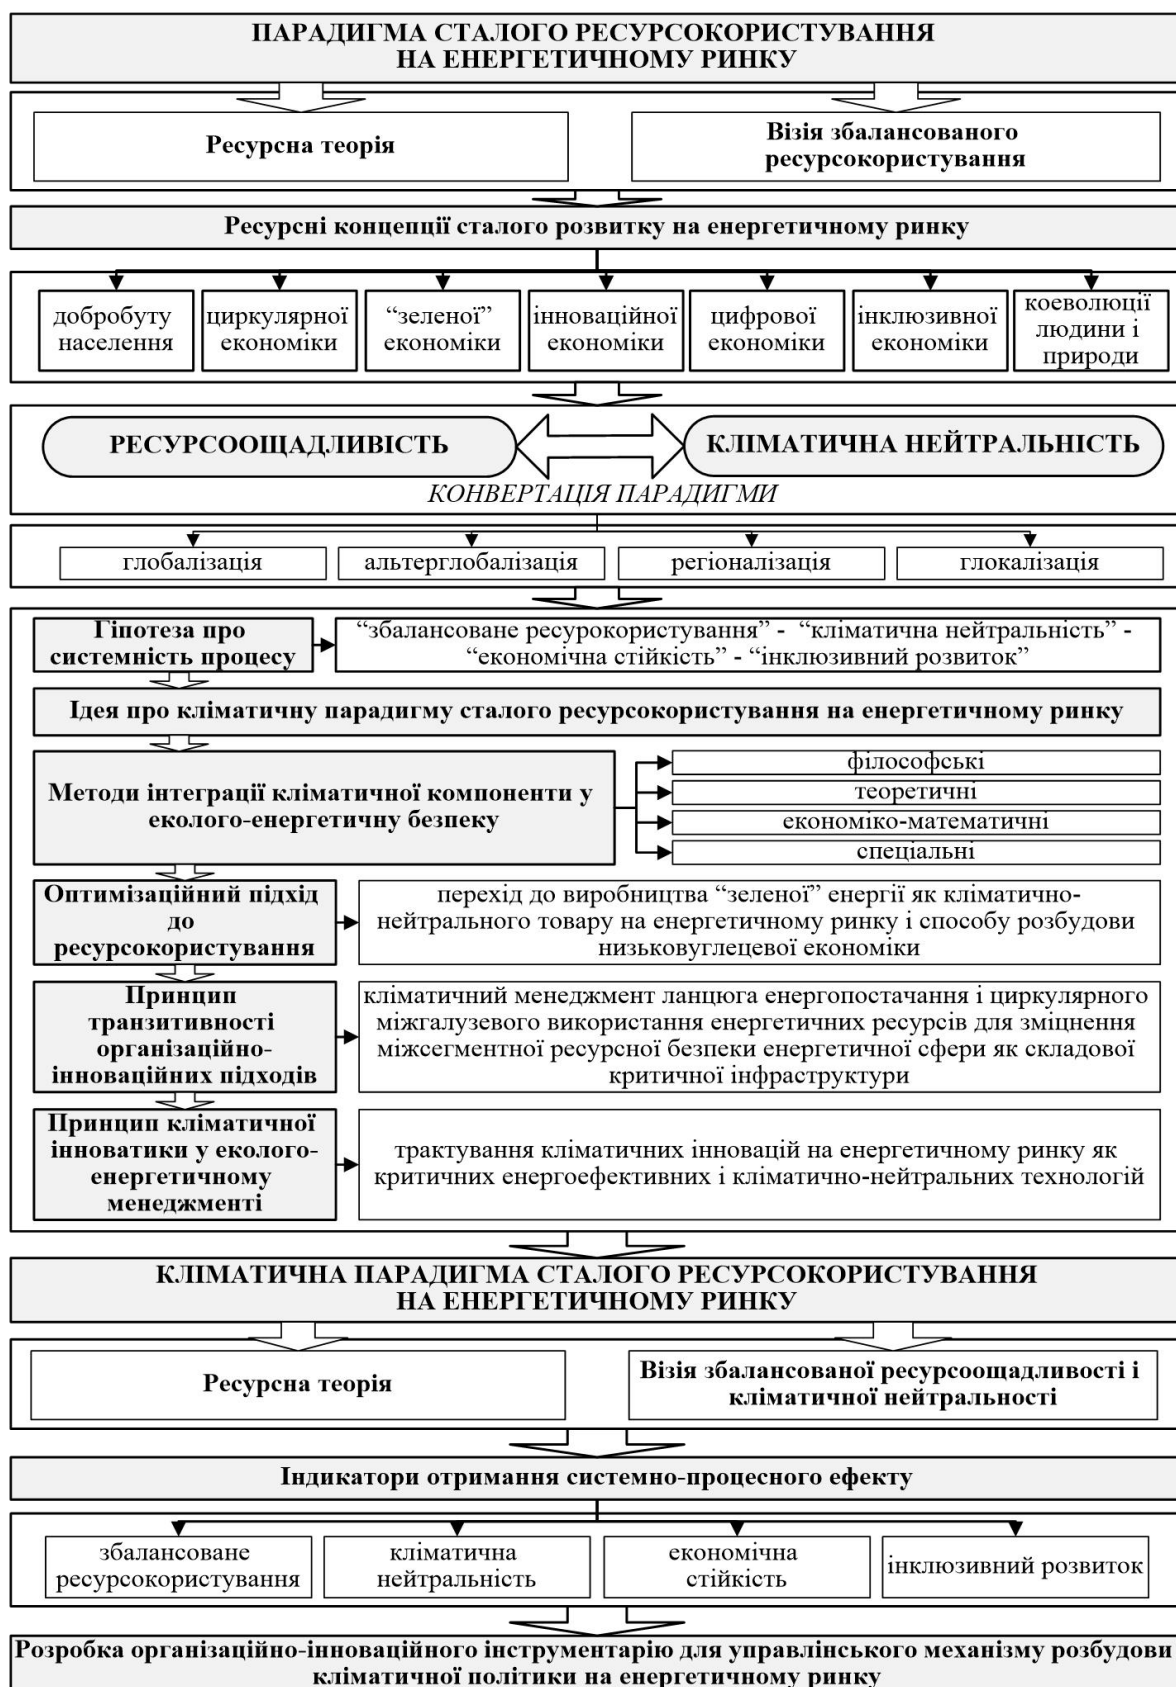 ПАРАДИГМА СТАЛОГО РЕСУРСОКОРИСТУВАННЯ
НА ЕНЕРГЕТИЧНОМУ РИНКУ
Ресурсна теорія
Візія збалансованого
ресурсокористування
Ресурсні концепції сталого розвитку на енергетичному ринку
добробуту
населення
циркулярної
економіки
“зеленої”
економіки
інноваційної
економіки
цифрової
економіки
інклюзивної
економіки
коеволюції
людини і
природи
РЕСУРСООЩАДЛИВІСТЬ
КЛІМАТИЧНА НЕЙТРАЛЬНІСТЬ
КОНВЕРТАЦІЯ ПАРАДИГМИ
глобалізація
альтерглобалізація
регіоналізація
глокалізація
Гіпотеза про
системність процесу
“збалансоване ресурокористування” - “кліматична нейтральність” -
“економічна стійкість” - “інклюзивний розвиток”
Ідея про кліматичну парадигму сталого ресурсокористування на енергетичному ринку
Методи інтеграції кліматичної компоненти у
еколого-енергетичну безпеку
філософські
теоретичні
економіко-математичні
спеціальні
Оптимізаційний підхід
до
ресурсокористування
перехід до виробництва “зеленої” енергії як кліматично-
нейтрального товару на енергетичному ринку і способу розбудови
низьковуглецевої економіки
Принцип
транзитивності
організаційно-
інноваційних підходів
кліматичний менеджмент ланцюга енергопостачання і циркулярного
міжгалузевого використання енергетичних ресурсів для зміцнення
міжсегментної ресурсної безпеки енергетичної сфери як складової
критичної інфраструктури
Принцип кліматичної
інноватики у еколого-
енергетичному
менеджменті
трактування кліматичних інновацій на енергетичному ринку як
критичних енергоефективних і кліматично-нейтральних технологій
КЛІМАТИЧНА ПАРАДИГМА СТАЛОГО РЕСУРСОКОРИСТУВАННЯ
НА ЕНЕРГЕТИЧНОМУ РИНКУ
Ресурсна теорія
Візія збалансованої ресурсоощадливості і
кліматичної нейтральності
Індикатори отримання системно-процесного ефекту
збалансоване
ресурсокористування
кліматична
нейтральність
економічна
стійкість
інклюзивний розвиток
Розробка організаційно-інноваційного інструментарію для управлінського механізму розбудови
кліматичної політики на енергетичному ринку